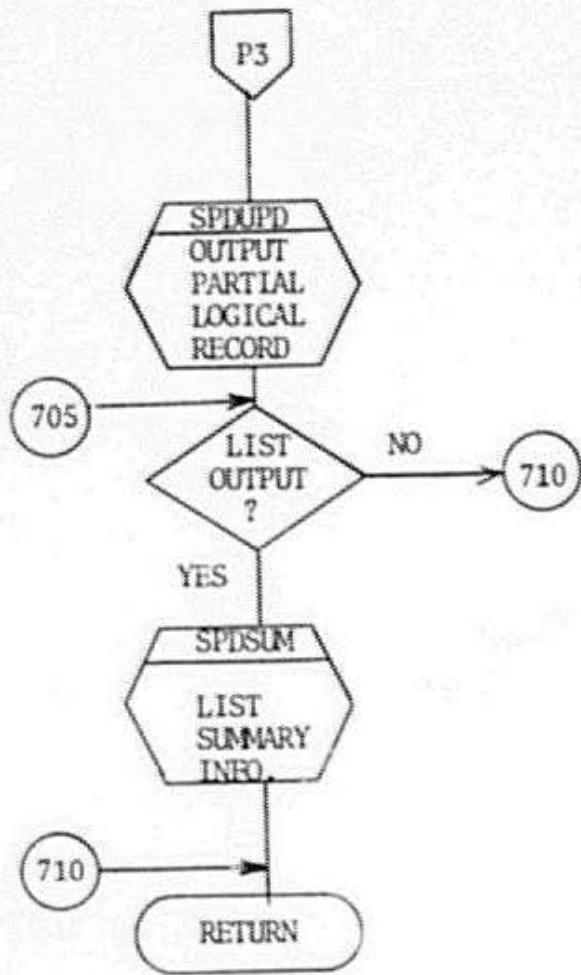 P3
SPDUPD
OUTPUT
PARTIAL
LOGICAL
RECORD
705
LIST
OUTPUT
?
NO
710
YES
SPDSUM
LIST
SUMMARY
INFO.
710
RETURN